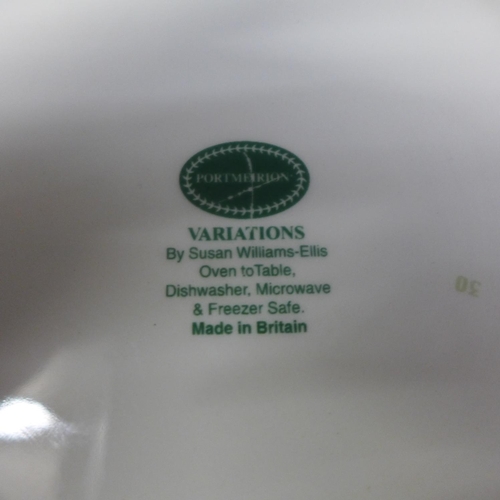 PORTMEIRION
VARIATIONS
By Susan Williams-Ellis
Oven toTable,
Dishwasher, Microwave
& Freezer Safe.
Made in Britain
30